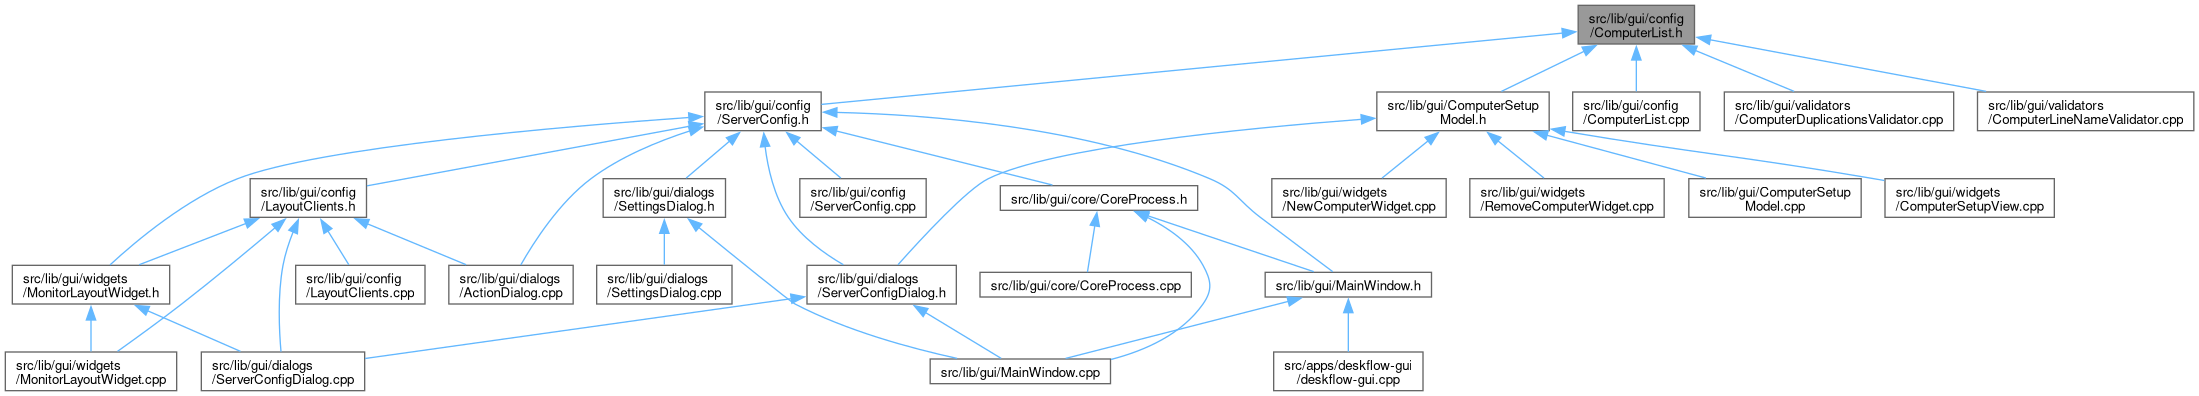 src/lib/gui/config
/ComputerList.h
src/lib/gui/config
/ServerConfig.h
src/lib/gui/ComputerSetup
Model.h
src/lib/gui/config
/ComputerList.cpp
src/lib/gui/validators
/ComputerDuplicationsValidator.cpp
src/lib/gui/validators
/ComputerLineNameValidator.cpp
src/lib/gui/config
/LayoutClients.h
src/lib/gui/dialogs
/SettingsDialog.h
src/lib/gui/config
/ServerConfig.cpp
src/lib/gui/core/CoreProcess.h
src/lib/gui/widgets
/NewComputerWidget.cpp
src/lib/gui/widgets
/RemoveComputerWidget.cpp
src/lib/gui/ComputerSetup
Model.cpp
src/lib/gui/widgets
/ComputerSetupView.cpp
src/lib/gui/widgets
/MonitorLayoutWidget.h
src/lib/gui/config
/LayoutClients.cpp
src/lib/gui/dialogs
/ActionDialog.cpp
src/lib/gui/dialogs
/SettingsDialog.cpp
src/lib/gui/dialogs
/ServerConfigDialog.h
src/lib/gui/core/CoreProcess.cpp
src/lib/gui/MainWindow.h
src/lib/gui/widgets
/MonitorLayoutWidget.cpp
src/lib/gui/dialogs
/ServerConfigDialog.cpp
src/lib/gui/MainWindow.cpp
src/apps/deskflow-gui
/deskflow-gui.cpp